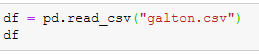 df = pd.read_csv("galton.csv")
df